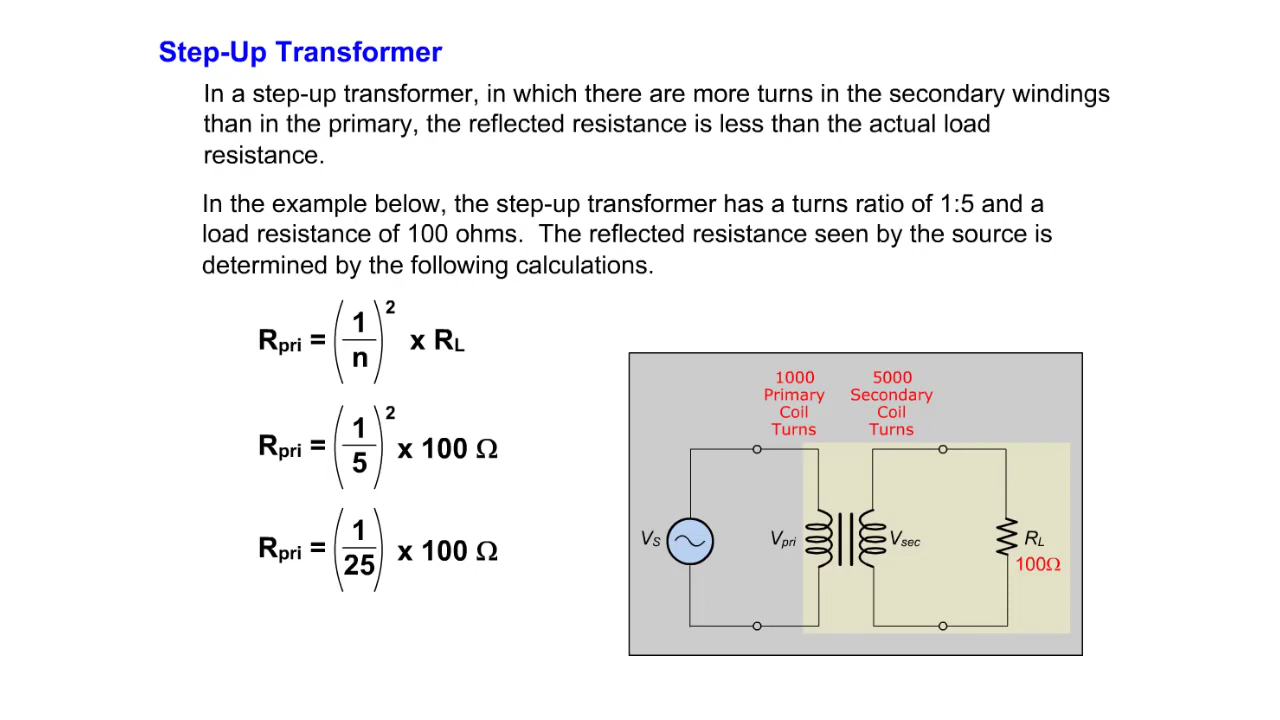 Step-Up Transformer
In a step-up transformer, in which there are more turns in the secondary windings
than in the primary, the reflected resistance is less than the actual load
resistance.
In the example below, the step-up transformer has a turns ratio of 1:5 and a
load resistance of 100 ohms.  The reflected resistance seen by the source is
determined by the following calculations.
Rpri = (1/n)² x RL
Rpri = (1/5)² x 100 Ω
Rpri = (1/25) x 100 Ω
1000
Primary
Coil
Turns
5000
Secondary
Coil
Turns
VS
Vpri
Vsec
RL
100Ω